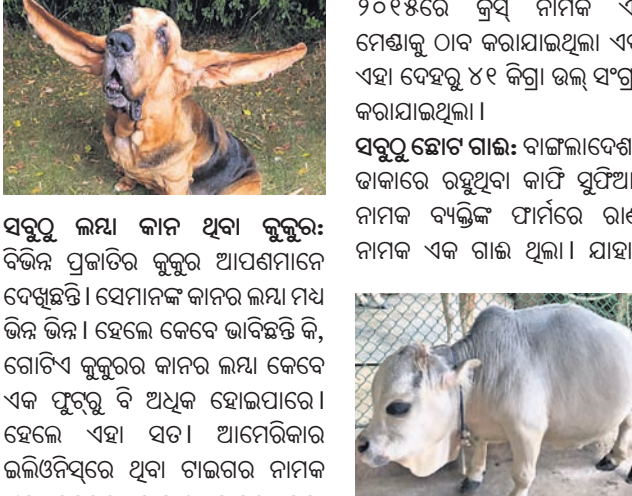 ସବୁଠୁ ଲମ୍ବା କାନ ଥିବା କୁକୁର:
ବିଭିନ୍ନ ପ୍ରଜାତିର କୁକୁର ଆପଣମାନେ
ଦେଖିଛନ୍ତି । ସେମାନଙ୍କ କାନର ଲମ୍ବା ମଧ୍ୟ
ଭିନ୍ନ ଭିନ୍ନ । ହେଲେ କେବେ ଭାବିଛନ୍ତି କି,
ଗୋଟିଏ କୁକୁରର କାନର ଲମ୍ବା କେବେ
ଏକ ଫୁଟ୍‌ରୁ ବି ଅଧିକ ହୋଇପାରେ ।
ହେଲେ ଏହା ସତ । ଆମେରିକାର
ଇଲିଓନିସ୍‌ରେ ଥିବା ଟାଇଗର ନାମକ
୨୦୧୫ରେ କ୍ରିସ୍ ନାମକ
ମେଣ୍ଢାକୁ ଠାବ କରାଯାଇଥିଲା
ଏହା ଦେହରୁ ୪୧ କିଗ୍ରା ଉଲ୍
କରାଯାଇଥିଲା ।
ସବୁଠୁ ଛୋଟ ଗାଈ: ବାଙ୍ଗଲାଦେଶ
ଢାକାରେ ରହୁଥିବା କାଫି
ନାମକ ବ୍ୟକ୍ତିଙ୍କ ଫାର୍ମରେ
ନାମକ ଏକ ଗାଈ ଥିଲା । ଯାହା